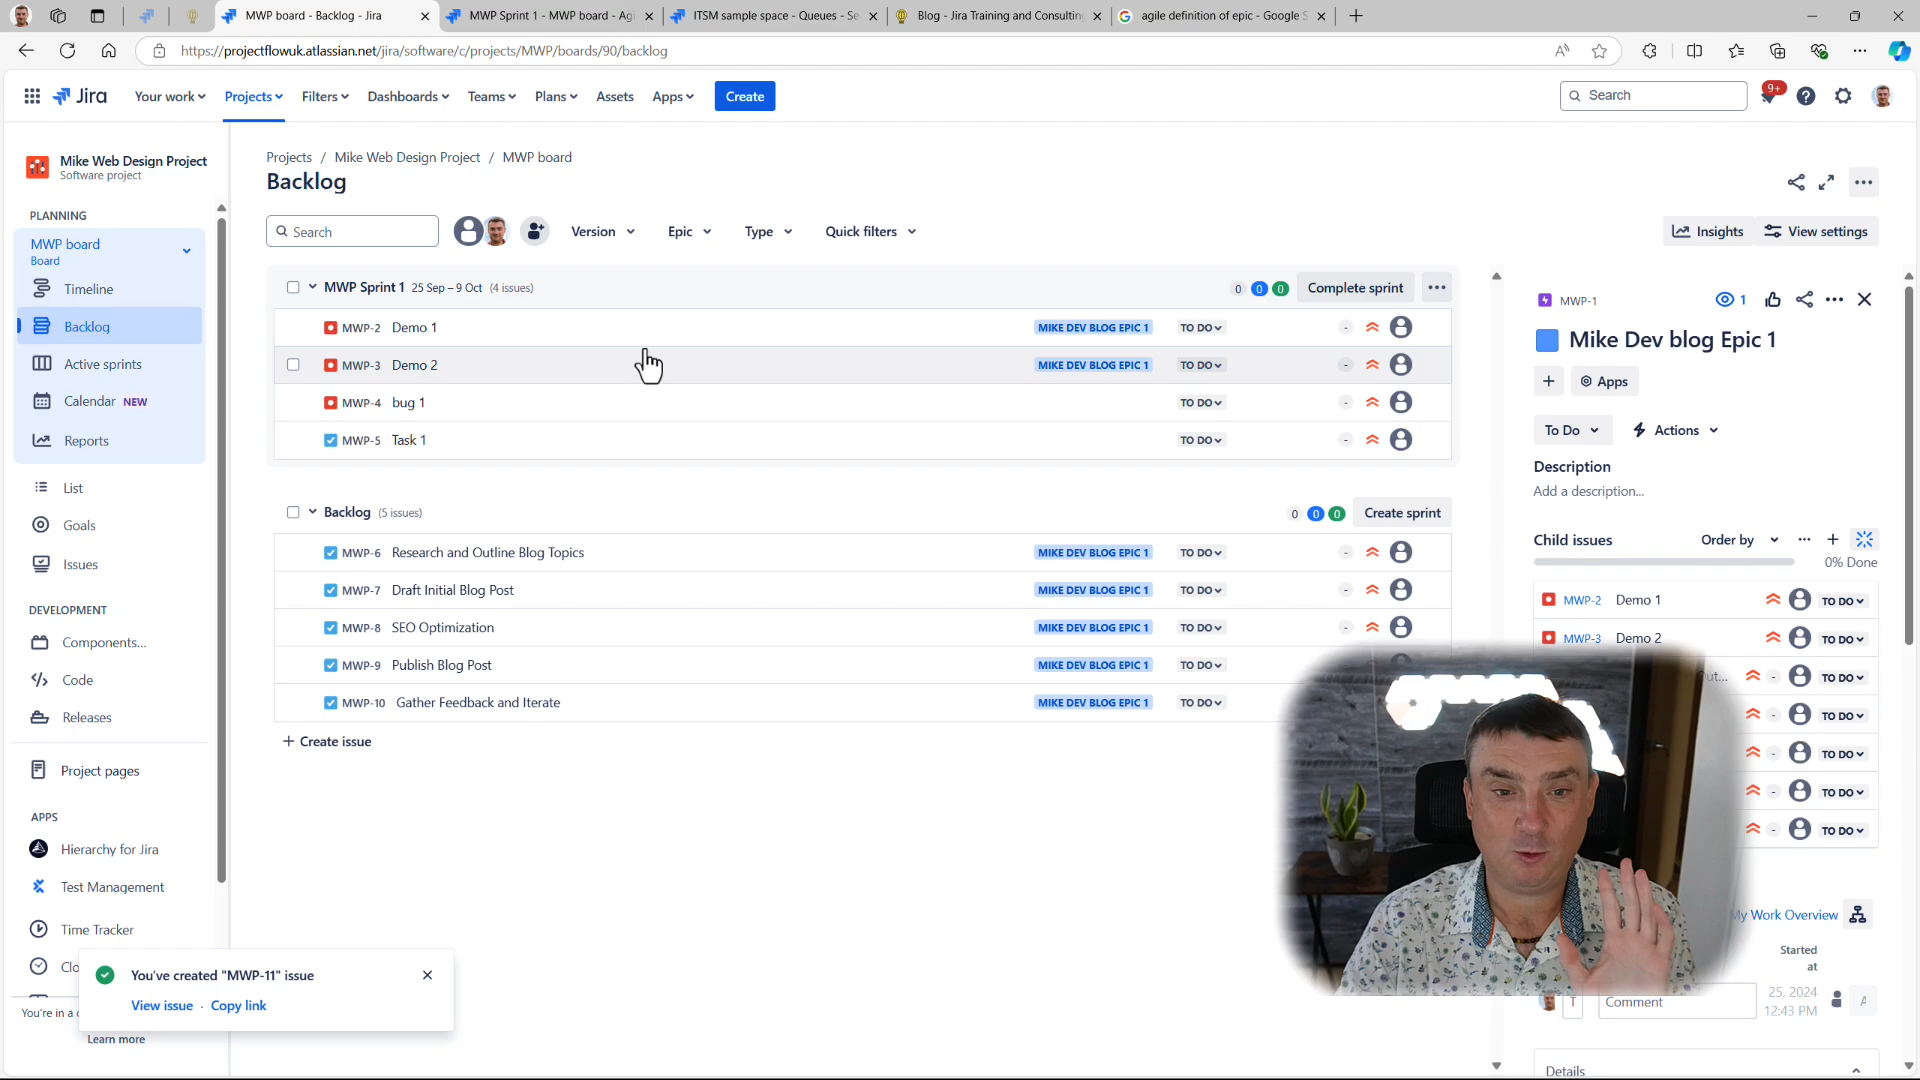 MWP board - Backlog - Jira
MWP Sprint 1 - MWP board - Ag
ITSM sample space - Queues - Se
Blog - Jira Training and Consulting
agile definition of epic - Google S
https://projectflowuk.atlassian.net/jira/software/c/projects/MWP/boards/90/backlog
Jira
Your work
Projects
Filters
Dashboards
Teams
Plans
Assets
Apps
Create
Search
9+
Mike Web Design Project
Software project
PLANNING
MWP board
Board
Timeline
Backlog
Active sprints
Calendar NEW
Reports
List
Goals
Issues
DEVELOPMENT
Components...
Code
Releases
Project pages
APPS
Hierarchy for Jira
Test Management
Time Tracker
Clo
You're in a
Learn more
You've created "MWP-11" issue
View issue · Copy link
Projects / Mike Web Design Project / MWP board
Backlog
Search
Version
Epic
Type
Quick filters
Insights
View settings
MWP Sprint 1 25 Sep – 9 Oct (4 issues) 0 0 0 Complete sprint
MWP-2 Demo 1 MIKE DEV BLOG EPIC 1 TO DO -
MWP-3 Demo 2 MIKE DEV BLOG EPIC 1 TO DO -
MWP-4 bug 1 TO DO -
MWP-5 Task 1 TO DO -
Backlog (5 issues) 0 0 0 Create sprint
MWP-6 Research and Outline Blog Topics MIKE DEV BLOG EPIC 1 TO DO -
MWP-7 Draft Initial Blog Post MIKE DEV BLOG EPIC 1 TO DO -
MWP-8 SEO Optimization MIKE DEV BLOG EPIC 1 TO DO -
MWP-9 Publish Blog Post MIKE DEV BLOG EPIC 1 TO DO
MWP-10 Gather Feedback and Iterate MIKE DEV BLOG EPIC 1 TO DO
+ Create issue
MWP-1
1
Mike Dev blog Epic 1
Apps
To Do
Actions
Description
Add a description...
Child issues
Order by
0% Done
MWP-2 Demo 1 TO DO
MWP-3 Demo 2 TO DO
Out... - TO DO
- TO DO
- TO DO
- TO DO
- TO DO
My Work Overview
Started
at
25, 2024
12:43 PM
T
Comment
A
Details